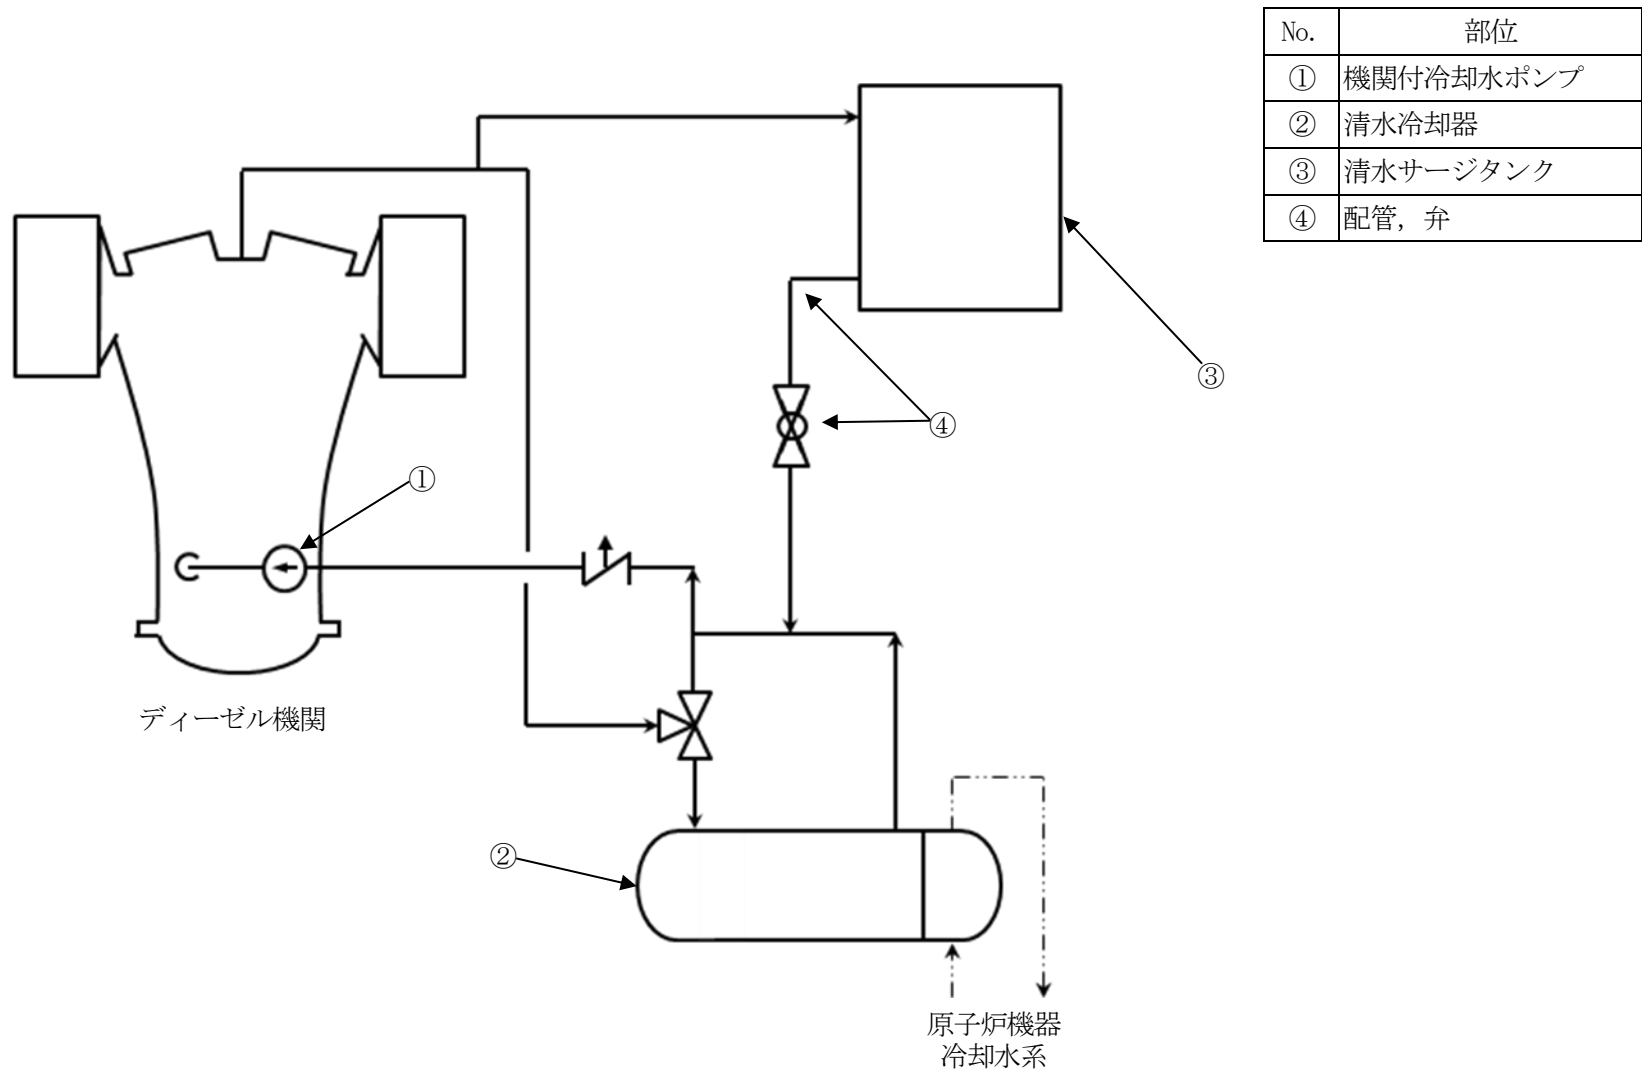 No. 部位
① 機関付冷却水ポンプ
② 清水冷却器
③ 清水サージタンク
④ 配管，弁
③
④
①
ディーゼル機関
②
原子炉機器
冷却水系